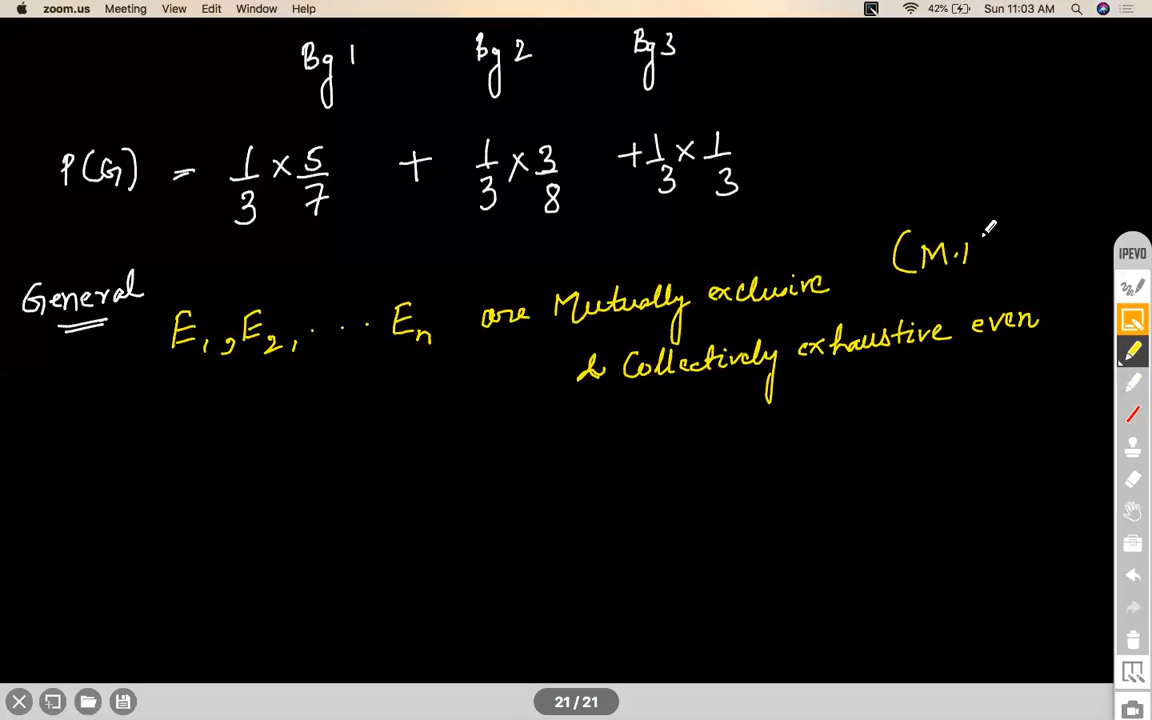 zoom.us Meeting View Edit Window Help 42% Sun 11:03 AM
Bg 1 Bg 2 Bg 3
P(G) = 1/3 × 5/7 + 1/3 × 3/8 + 1/3 × 1/3
(M.I
General
E1, E2, ... En are Mutually exclusive
& Collectively exhaustive even
IPEVO
21 / 21